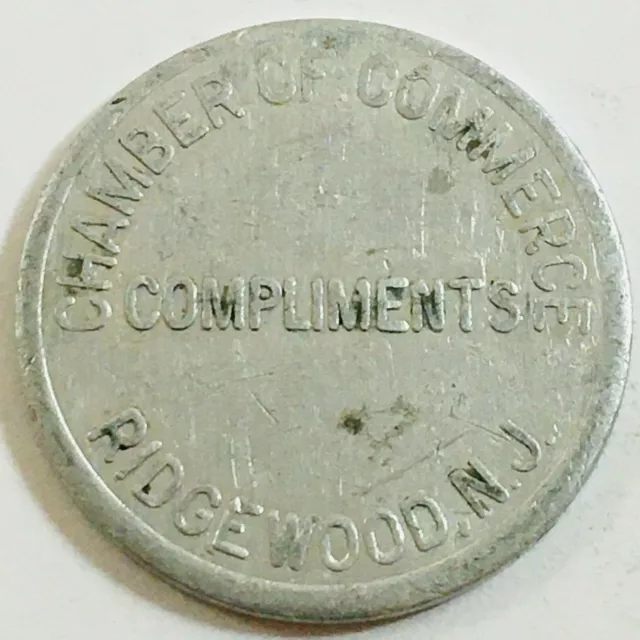 CHAMBER OF COMMERCE
COMPLIMENTS
RIDGEWOOD, N.J.